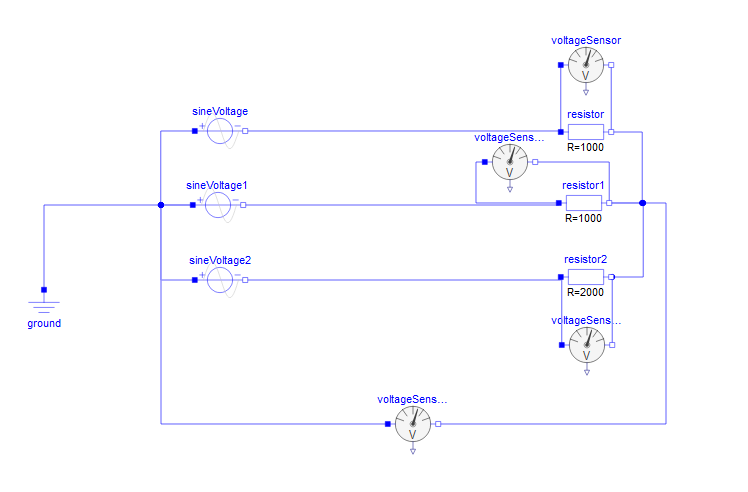 voltageSensor
sineVoltage
resistor
+
−
V
R=1000
voltageSens...
sineVoltage1
resistor1
+
−
V
R=1000
sineVoltage2
resistor2
+
−
R=2000
ground
voltageSens...
V
voltageSens...
V